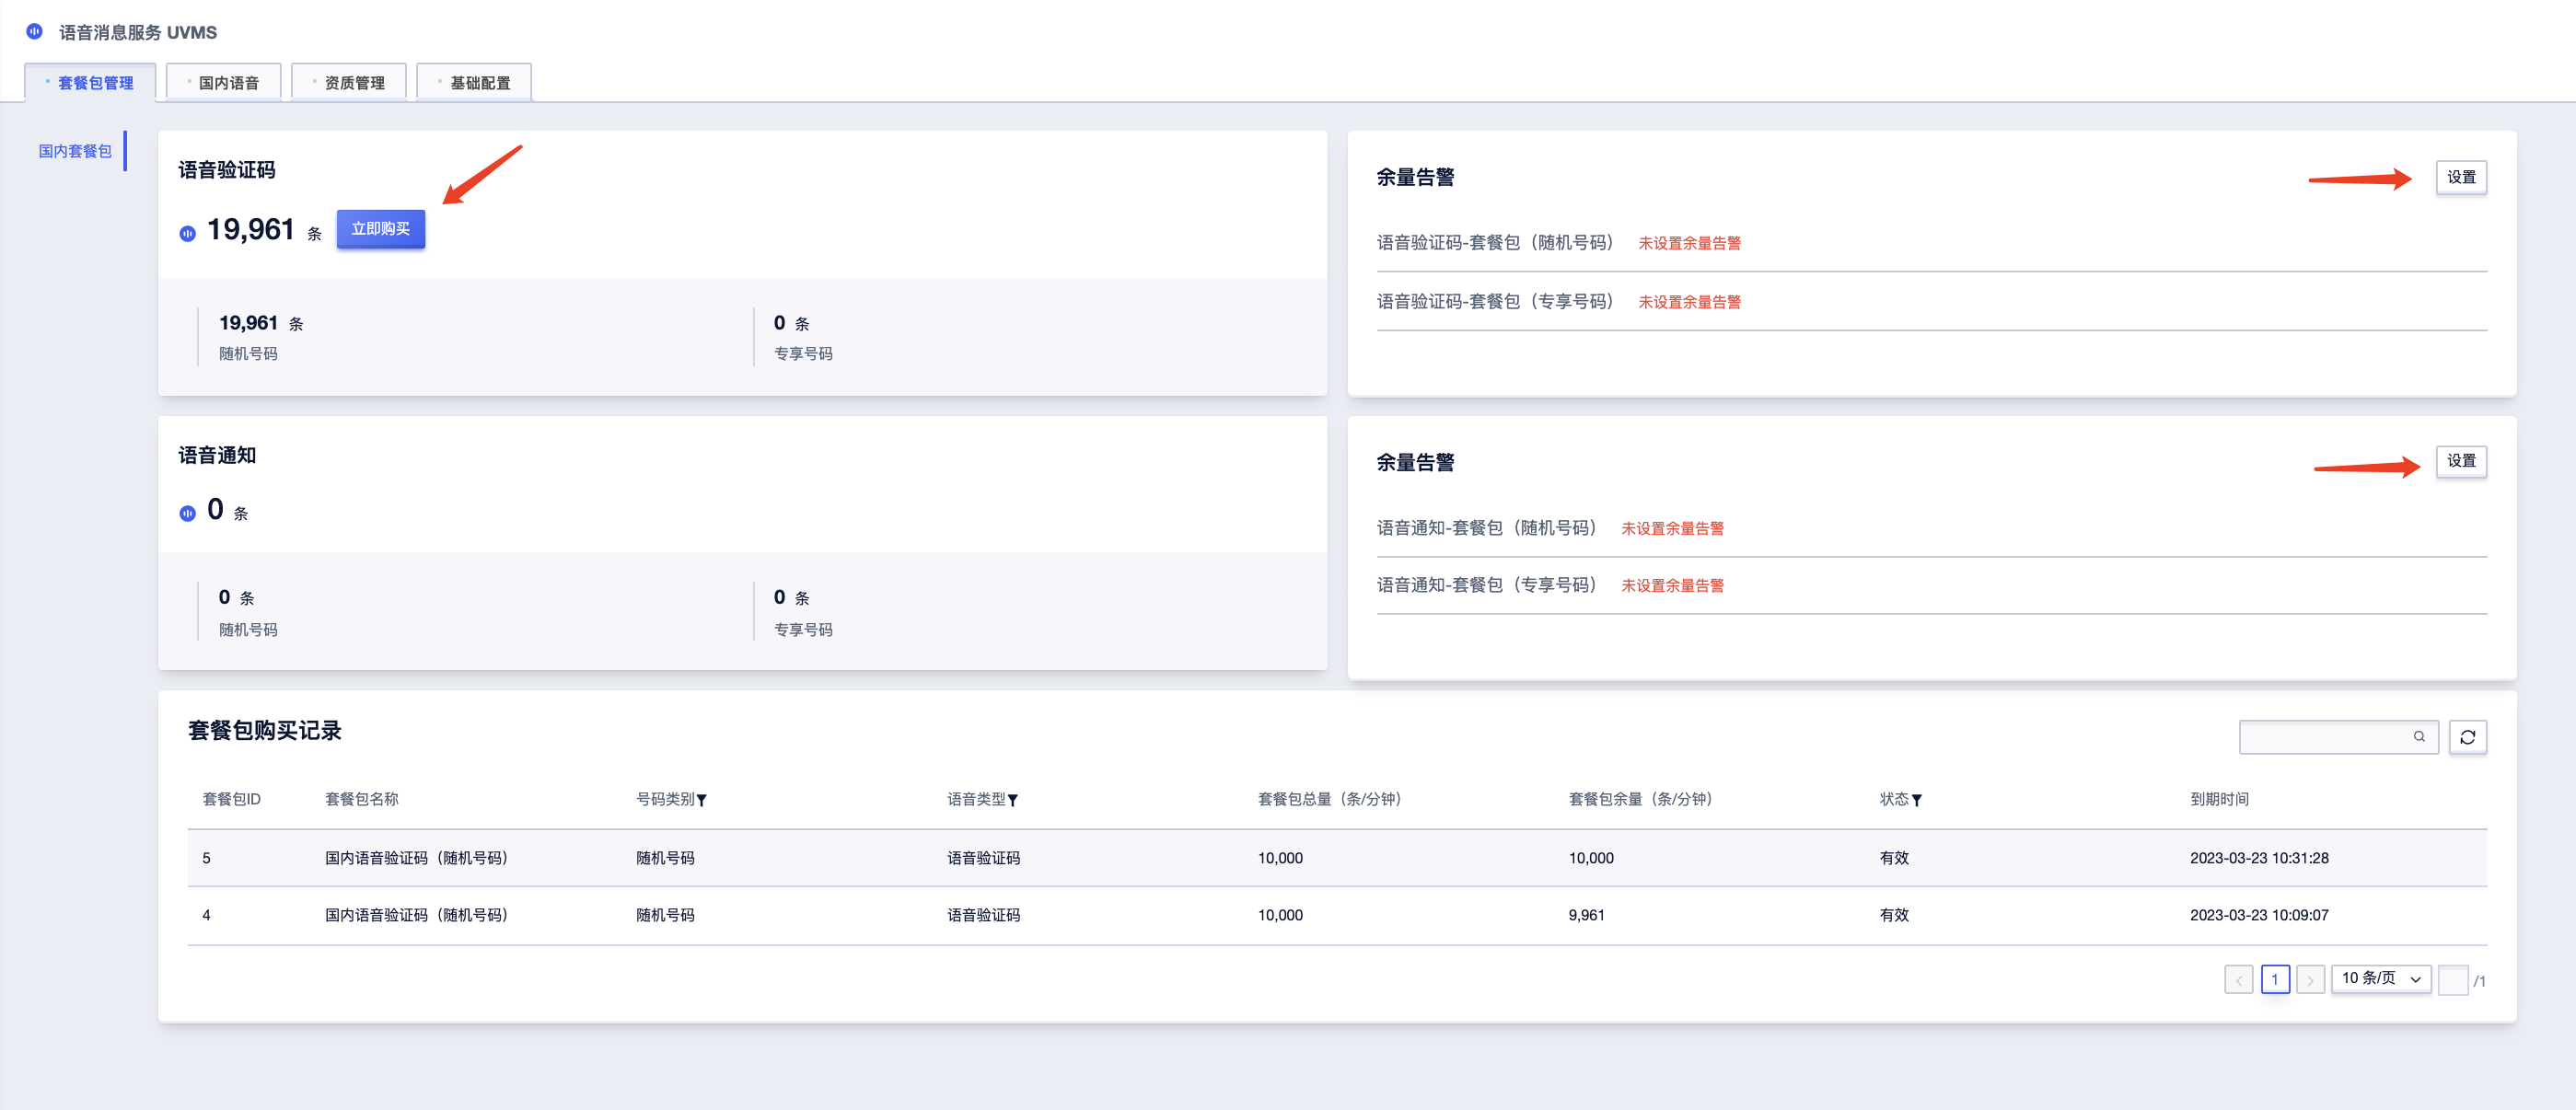 语音消息服务 UVMS
套餐包管理
国内语音
资质管理
基础配置
国内套餐包
语音验证码
19,961 条
立即购买
19,961 条
随机号码
0 条
专享号码
余量告警
设置
语音验证码-套餐包（随机号码） 未设置余量告警
语音验证码-套餐包（专享号码） 未设置余量告警
语音通知
0 条
0 条
随机号码
0 条
专享号码
余量告警
设置
语音通知-套餐包（随机号码） 未设置余量告警
语音通知-套餐包（专享号码） 未设置余量告警
套餐包购买记录
套餐包ID 套餐包名称 号码类别 语音类型 套餐包总量（条/分钟） 套餐包余量（条/分钟） 状态 到期时间
5 国内语音验证码（随机号码） 随机号码 语音验证码 10,000 10,000 有效 2023-03-23 10:31:28
4 国内语音验证码（随机号码） 随机号码 语音验证码 10,000 9,961 有效 2023-03-23 10:09:07
1 10 条/页 /1